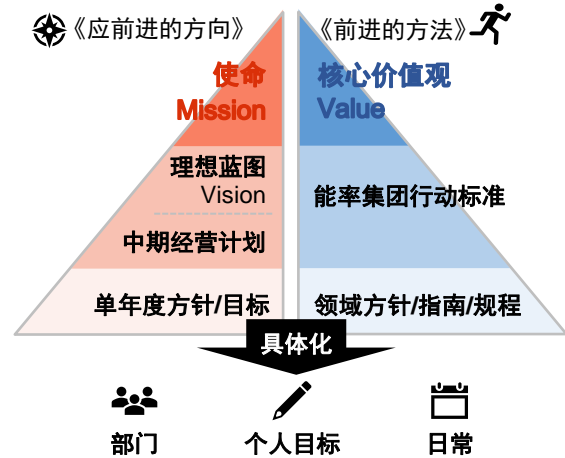 《应前进的方向》
《前进的方法》
使命
Mission
核心价值观
Value
理想蓝图
Vision
中期经营计划
能率集团行动标准
单年度方针/目标
领域方针/指南/规程
具体化
部门
个人目标
日常